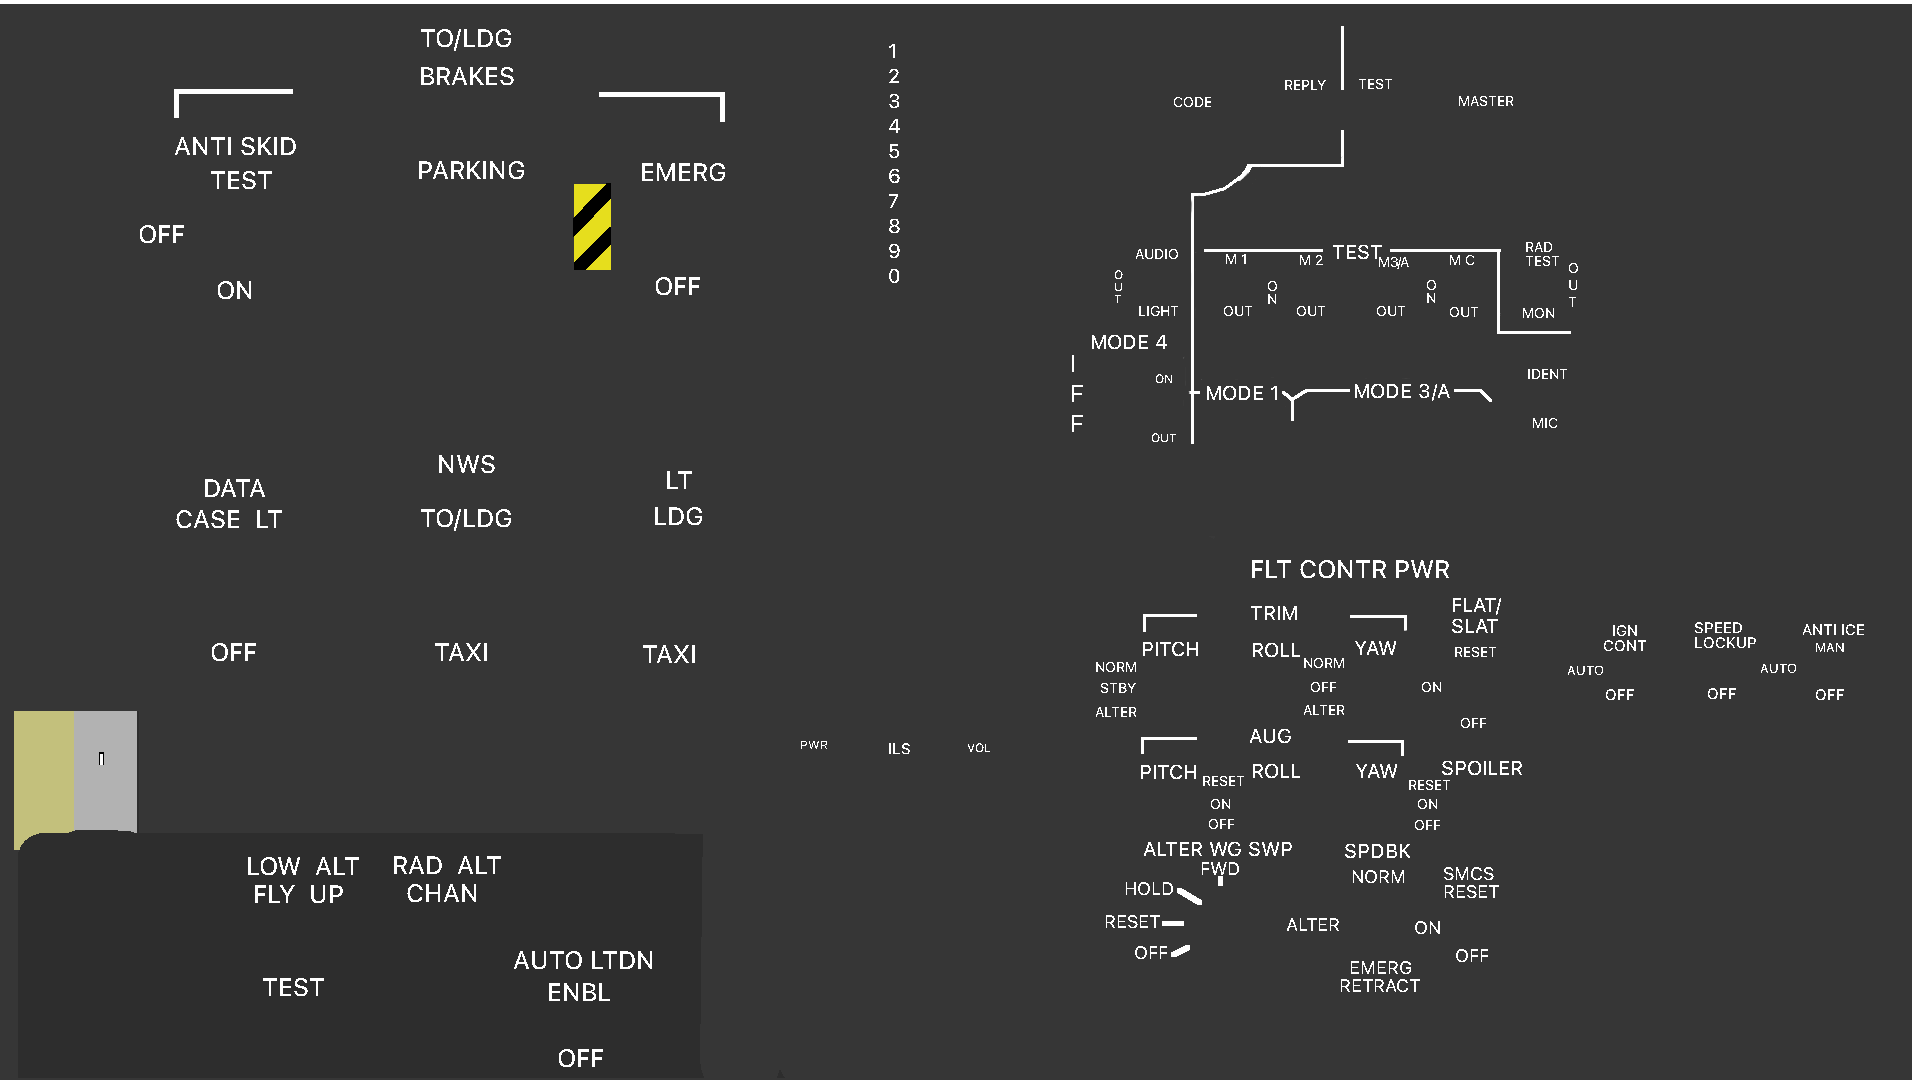 TO/LDG
BRAKES
ANTI SKID
TEST
PARKING
EMERG
OFF
ON
OFF
NWS
DATA
CASE LT
TO/LDG
LT
LDG
OFF
TAXI
TAXI
LOW ALT
FLY UP
RAD ALT
CHAN
TEST
AUTO LTDN
ENBL
OFF
1
2
3
4
5
6
7
8
9
0
PWR
ILS
VOL
CODE
REPLY
TEST
MASTER
AUDIO
OUT
LIGHT
TEST
M 1
M 2
M3/A
M C
ON
ON
OUT
OUT
OUT
OUT
RAD
TEST
OUT
MON
MODE 4
IFF
ON
OUT
MODE 1
MODE 3/A
IDENT
MIC
FLT CONTR PWR
TRIM
FLAT/
SLAT
PITCH
ROLL
YAW
RESET
NORM
STBY
ALTER
NORM
OFF
ALTER
ON
OFF
AUG
PITCH
ROLL
YAW
SPOILER
RESET
ON
OFF
RESET
ON
OFF
ALTER WG SWP
FWD
HOLD
RESET
OFF
SPDBK
NORM
ALTER
EMERG
RETRACT
SMCS
RESET
ON
OFF
IGN
CONT
AUTO
OFF
SPEED
LOCKUP
OFF
ANTI ICE
MAN
AUTO
OFF